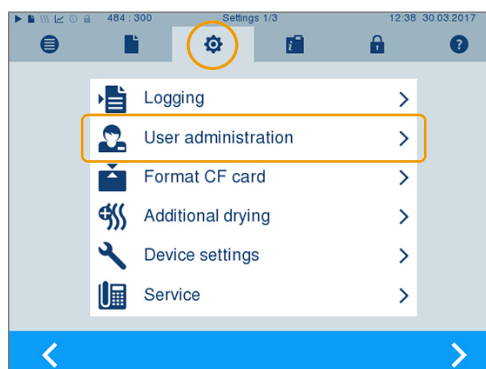 484 : 300 Settings 1/3 12:38 30.03.2017
Logging
User administration
Format CF card
Additional drying
Device settings
Service